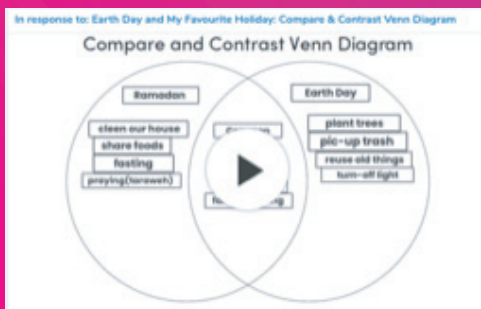 In response to: Earth Day and My Favourite Holiday: Compare & Contrast Venn Diagram
Compare and Contrast Venn Diagram
Ramadan
cleen our house
share foods
fasting
praying(taraweh)
Earth Day
plant trees
pic-up trash
reuse old things
turn-off light